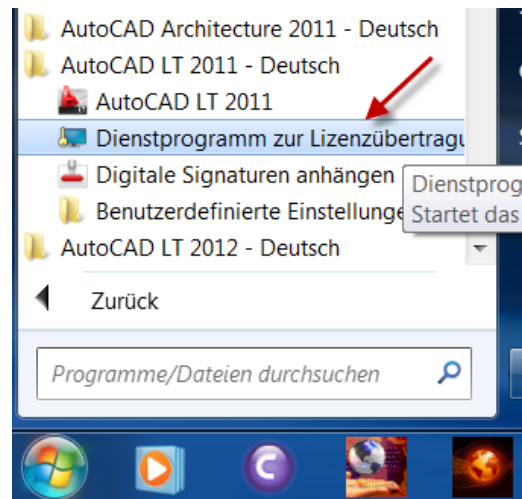 AutoCAD Architecture 2011 - Deutsch
AutoCAD LT 2011 - Deutsch
AutoCAD LT 2011
Dienstprogramm zur Lizenzübertragu
Digitale Signaturen anhängen
Dienstprog
Benutzerdefinierte Einstellunge
Startet das
AutoCAD LT 2012 - Deutsch
Zurück
Programme/Dateien durchsuchen